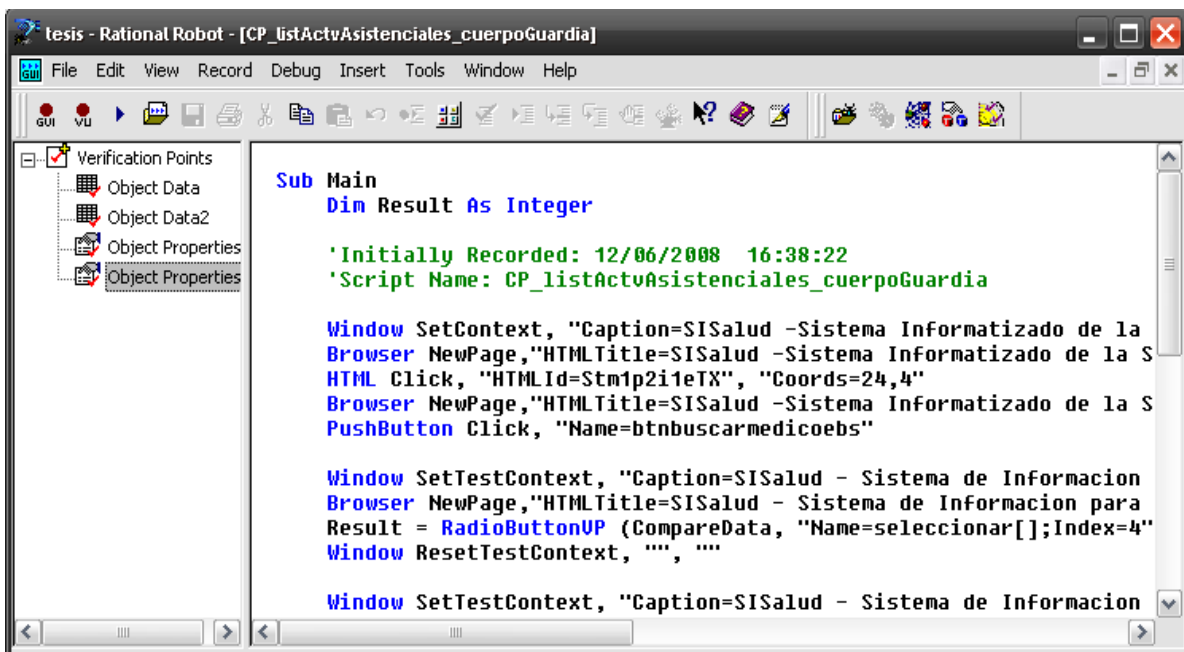 tesis - Rational Robot - [CP_listActvAsistenciales_cuerpoGuardia]
GUI File Edit View Record Debug Insert Tools Window Help
GUI VU
Verification Points
Object Data
Object Data2
Object Properties
Object Properties
Sub Main
Dim Result As Integer
'Initially Recorded: 12/06/2008 16:38:22
'Script Name: CP_listActvAsistenciales_cuerpoGuardia
Window SetContext, "Caption=SISalud -Sistema Informatizado de la
Browser NewPage,"HTMLTitle=SISalud -Sistema Informatizado de la S
HTML Click, "HTMLId=Stm1p2i1eTX", "Coords=24,4"
Browser NewPage,"HTMLTitle=SISalud -Sistema Informatizado de la S
PushButton Click, "Name=btnbuscarmedicoebs"
Window SetTestContext, "Caption=SISalud - Sistema de Informacion
Browser NewPage,"HTMLTitle=SISalud - Sistema de Informacion para
Result = RadioButtonVP (CompareData, "Name=seleccionar[];Index=4"
Window ResetTestContext, "", ""
Window SetTestContext, "Caption=SISalud - Sistema de Informacion